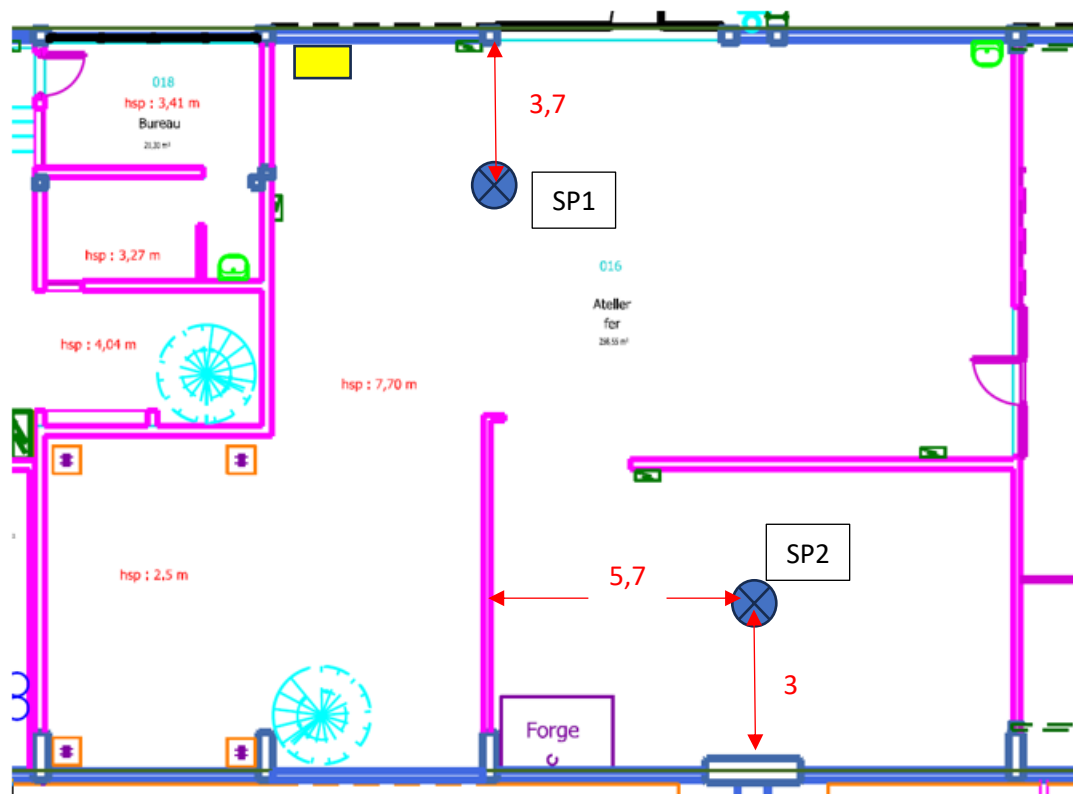 018
hsp : 3,41 m
Bureau
3,7
SP1
hsp : 3,27 m
016
Atelier
fer
hsp : 4,04 m
hsp : 7,70 m
hsp : 2,5 m
SP2
5,7
3
Forge